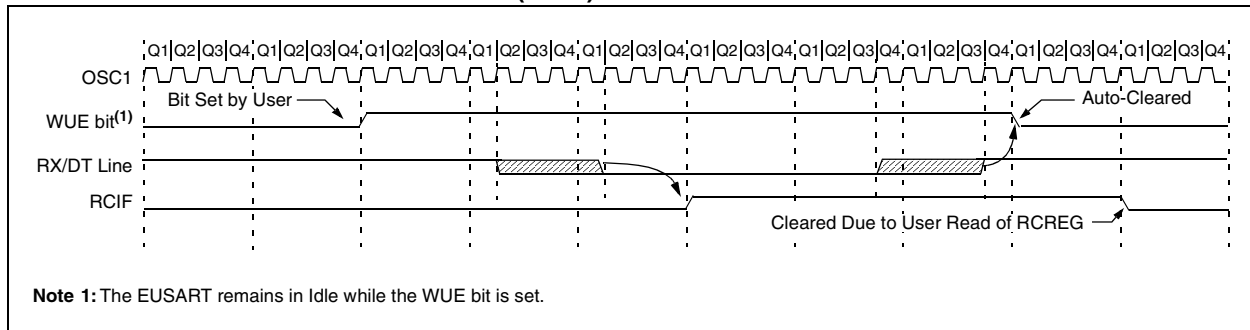 Q1|Q2|Q3|Q4 Q1|Q2|Q3|Q4 Q1|Q2|Q3|Q4 Q1|Q2|Q3|Q4 Q1|Q2|Q3|Q4 Q1|Q2|Q3|Q4 Q1|Q2|Q3|Q4 Q1|Q2|Q3|Q4 Q1|Q2|Q3|Q4 Q1|Q2|Q3|Q4
OSC1
Bit Set by User
Auto-Cleared
WUE bit(1)
RX/DT Line
RCIF
Cleared Due to User Read of RCREG
Note 1: The EUSART remains in Idle while the WUE bit is set.